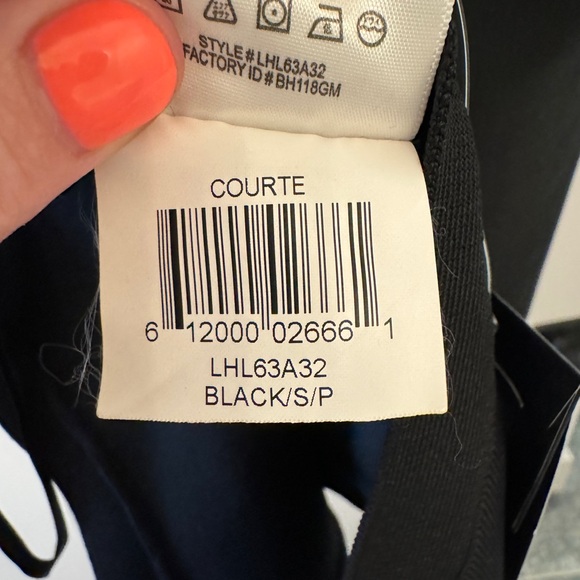 STYLE# LHL63A32
FACTORY ID# BH118GM
COURTE
6 12000 02666 1
LHL63A32
BLACK/S/P